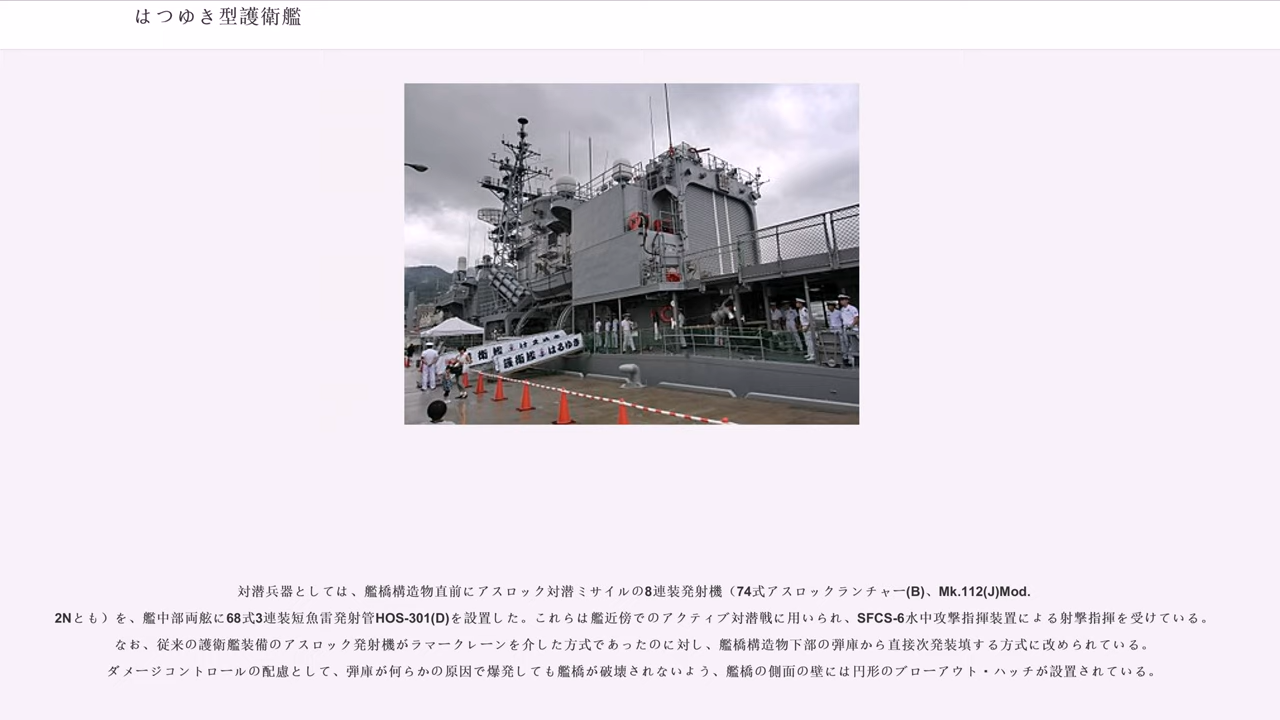 はつゆき型護衛艦
衛艦
護衛艦 はるゆき
対潜兵器としては、艦橋構造物直前にアスロック対潜ミサイルの8連装発射機（74式アスロックランチャー(B)、Mk.112(J)Mod.
2Nとも）を、艦中部両舷に68式3連装短魚雷発射管HOS-301(D)を設置した。これらは艦近傍でのアクティブ対潜戦に用いられ、SFCS-6水中攻撃指揮装置による射撃指揮を受けている。
なお、従来の護衛艦装備のアスロック発射機がラマークレーンを介した方式であったのに対し、艦橋構造物下部の弾庫から直接次発装填する方式に改められている。
ダメージコントロールの配慮として、弾庫が何らかの原因で爆発しても艦橋が破壊されないよう、艦橋の側面の壁には円形のブローアウト・ハッチが設置されている。